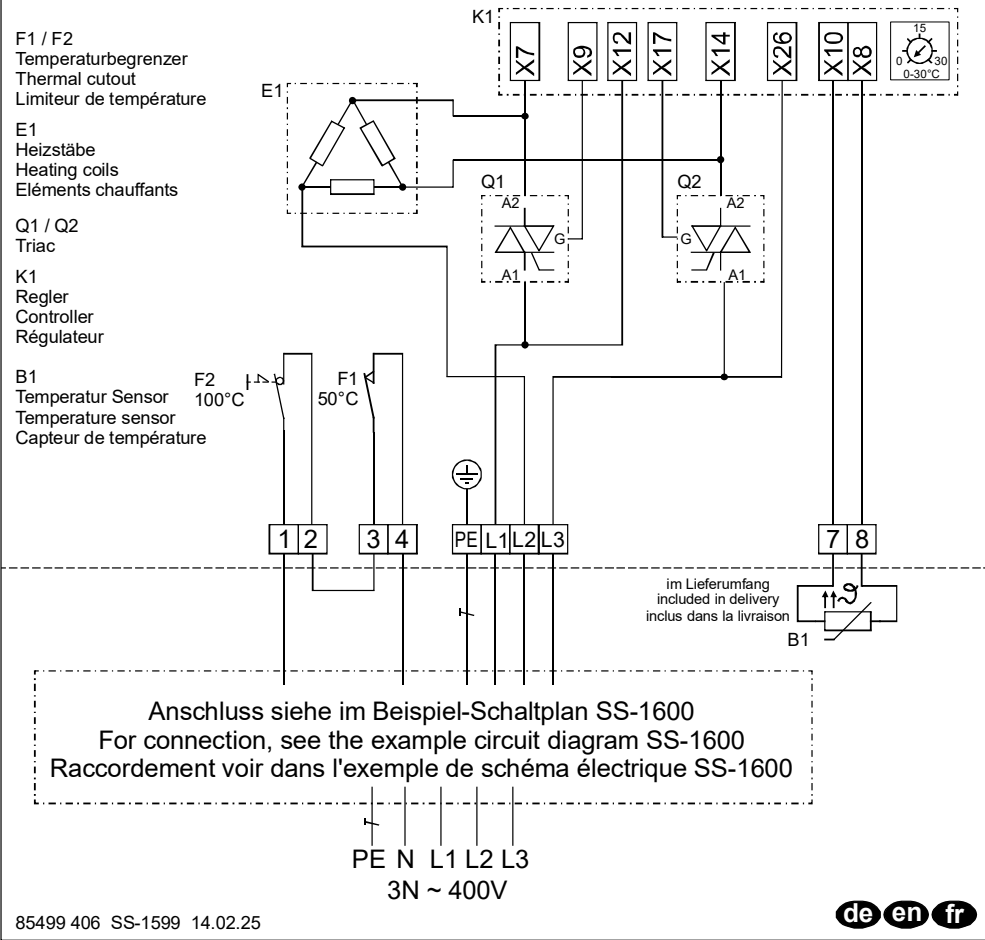 F1 / F2
Temperaturbegrenzer
Thermal cutout
Limiteur de température
E1
Heizstäbe
Heating coils
Eléments chauffants
Q1 / Q2
Triac
K1
Regler
Controller
Régulateur
B1
Temperatur Sensor
Temperature sensor
Capteur de température
K1
X7 X9 X12 X17 X14 X26 X10 X8
15
0 30
0-30°C
E1
Q1
A2
G
A1
Q2
A2
G
A1
F2
100°C
F1
50°C
1 2 3 4 PE L1 L2 L3 7 8
im Lieferumfang
included in delivery
inclus dans la livraison
B1
Anschluss siehe im Beispiel-Schaltplan SS-1600
For connection, see the example circuit diagram SS-1600
Raccordement voir dans l'exemple de schéma électrique SS-1600
PE N L1 L2 L3
3N ~ 400V
85499 406 SS-1599 14.02.25
de en fr